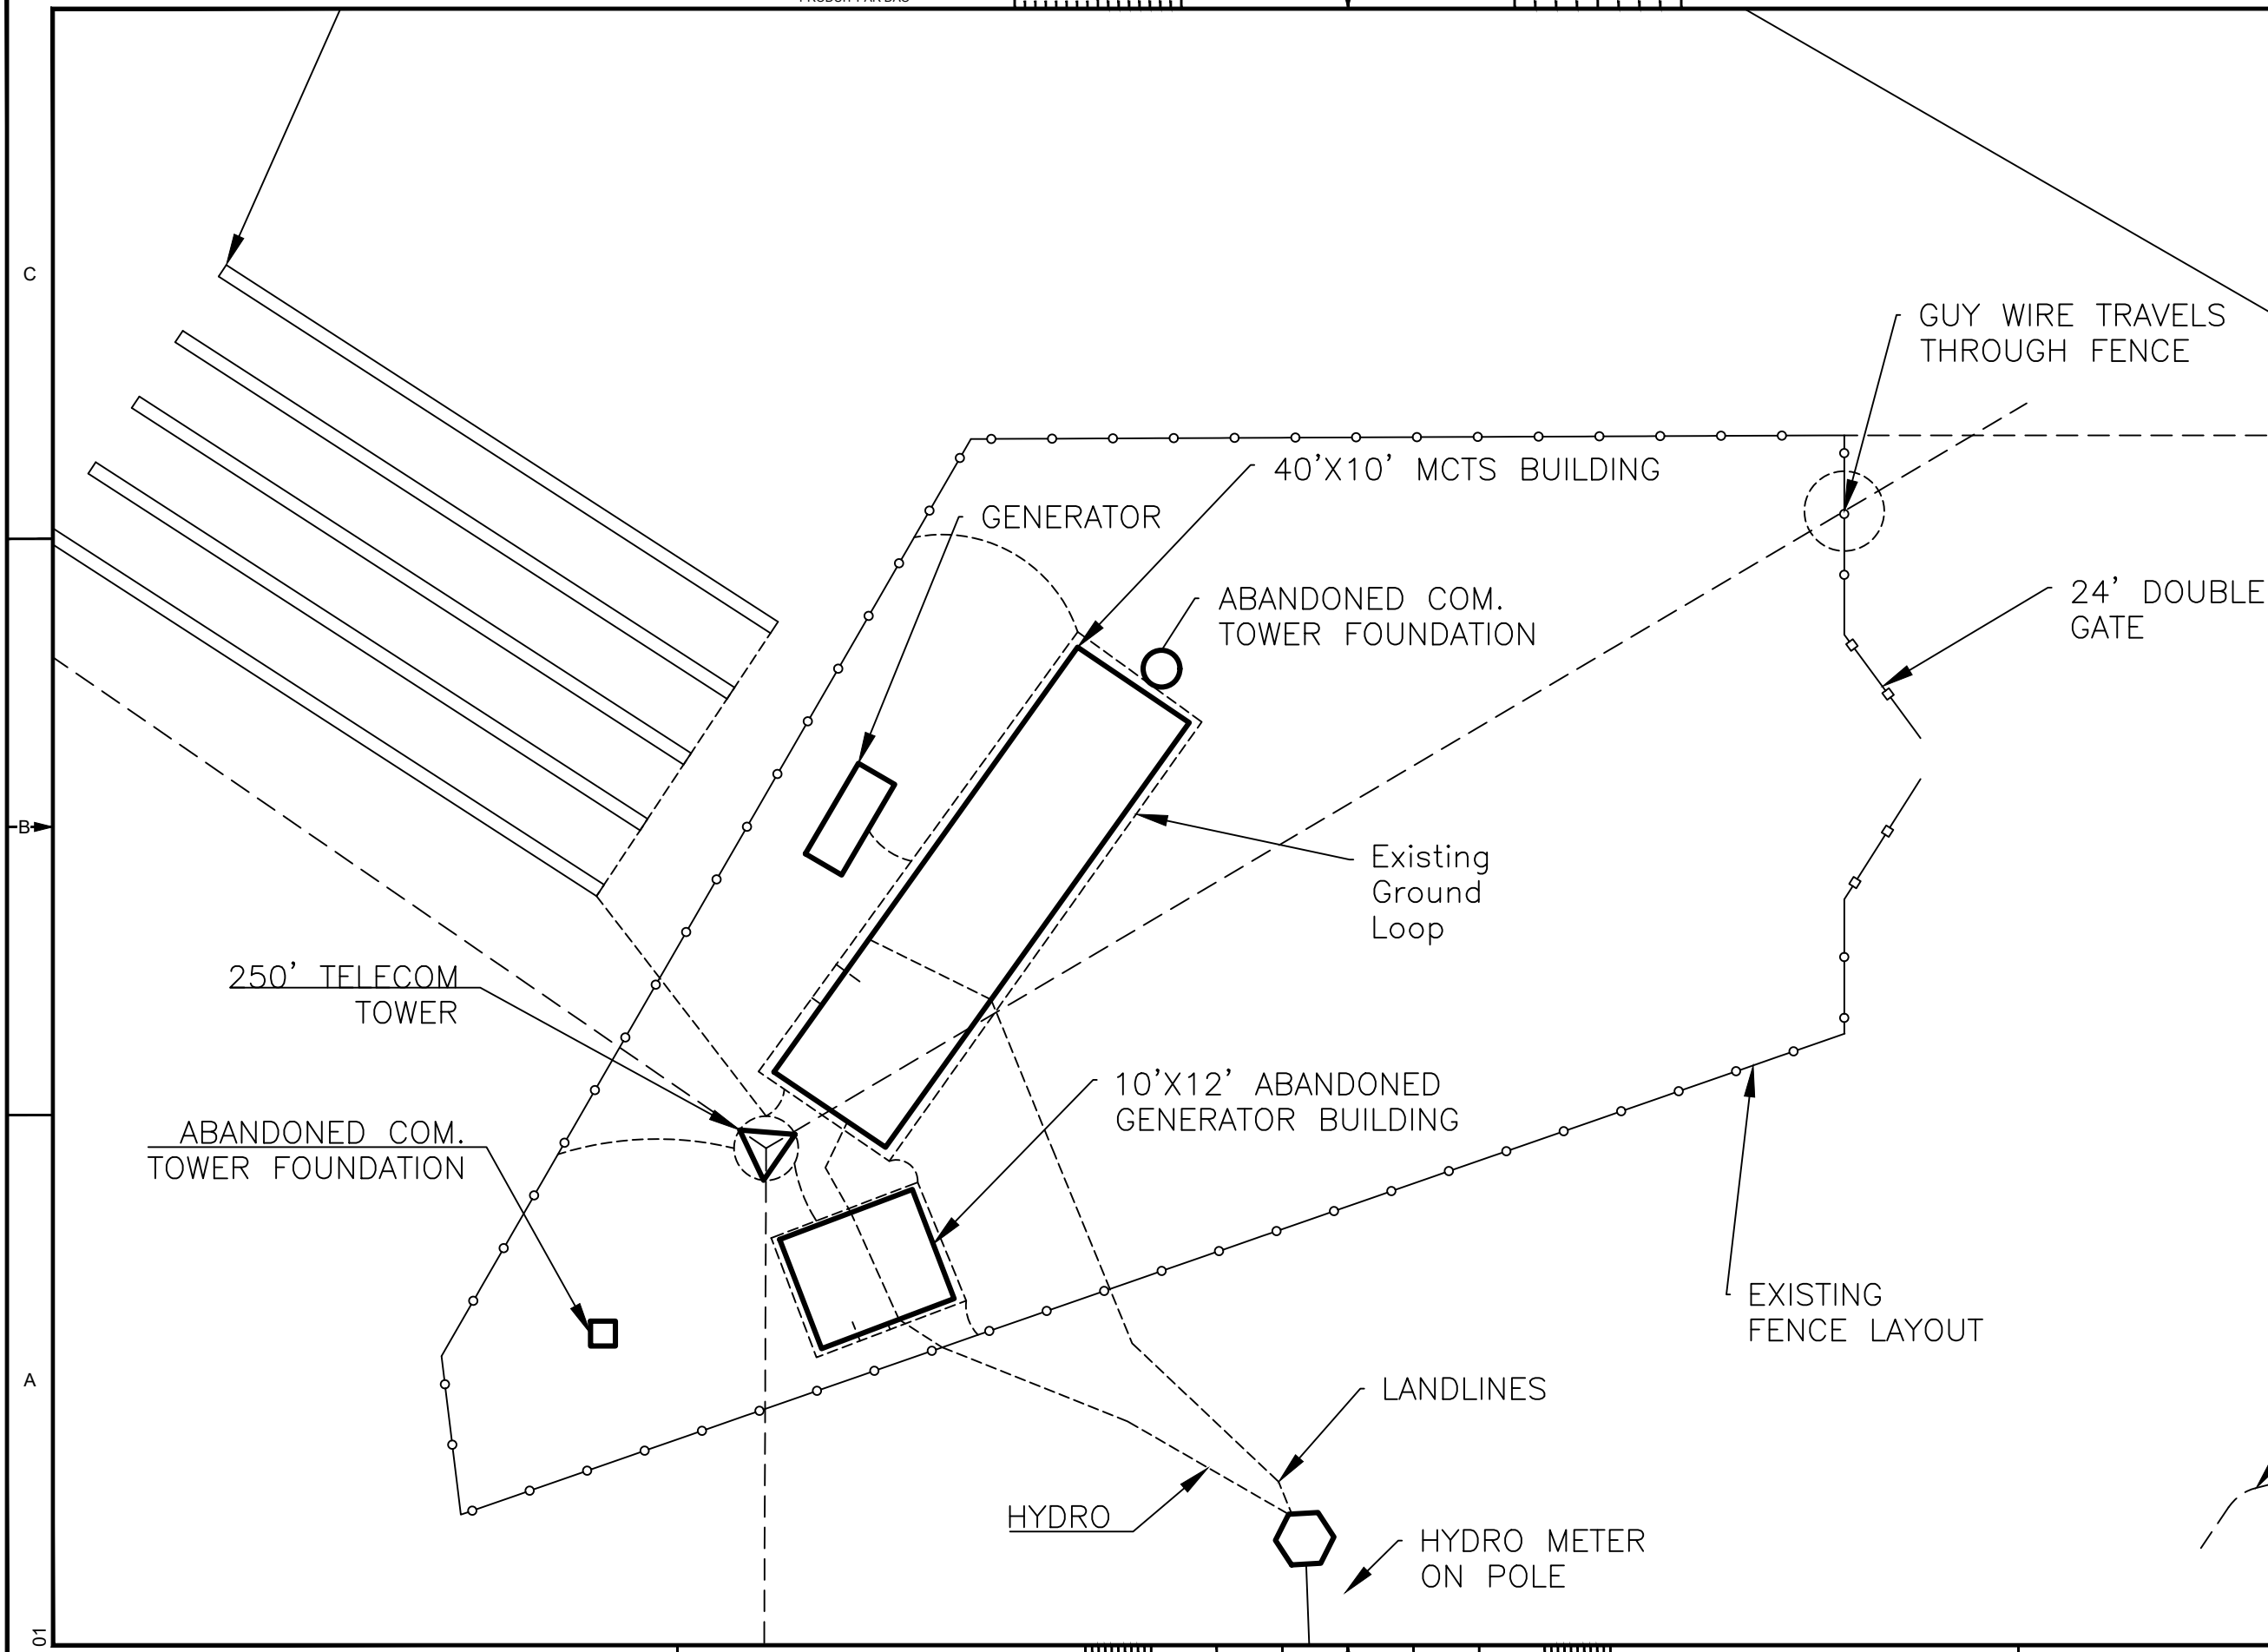 C
GUY WIRE TRAVELS
THROUGH FENCE
40'X10' MCTS BUILDING
GENERATOR
ABANDONED COM.
TOWER FOUNDATION
24' DOUBLE
GATE
B
Existing
Ground
Loop
250' TELECOM
TOWER
10'X12' ABANDONED
GENERATOR BUILDING
ABANDONED COM.
TOWER FOUNDATION
EXISTING
FENCE LAYOUT
A
LANDLINES
HYDRO
HYDRO METER
ON POLE
01